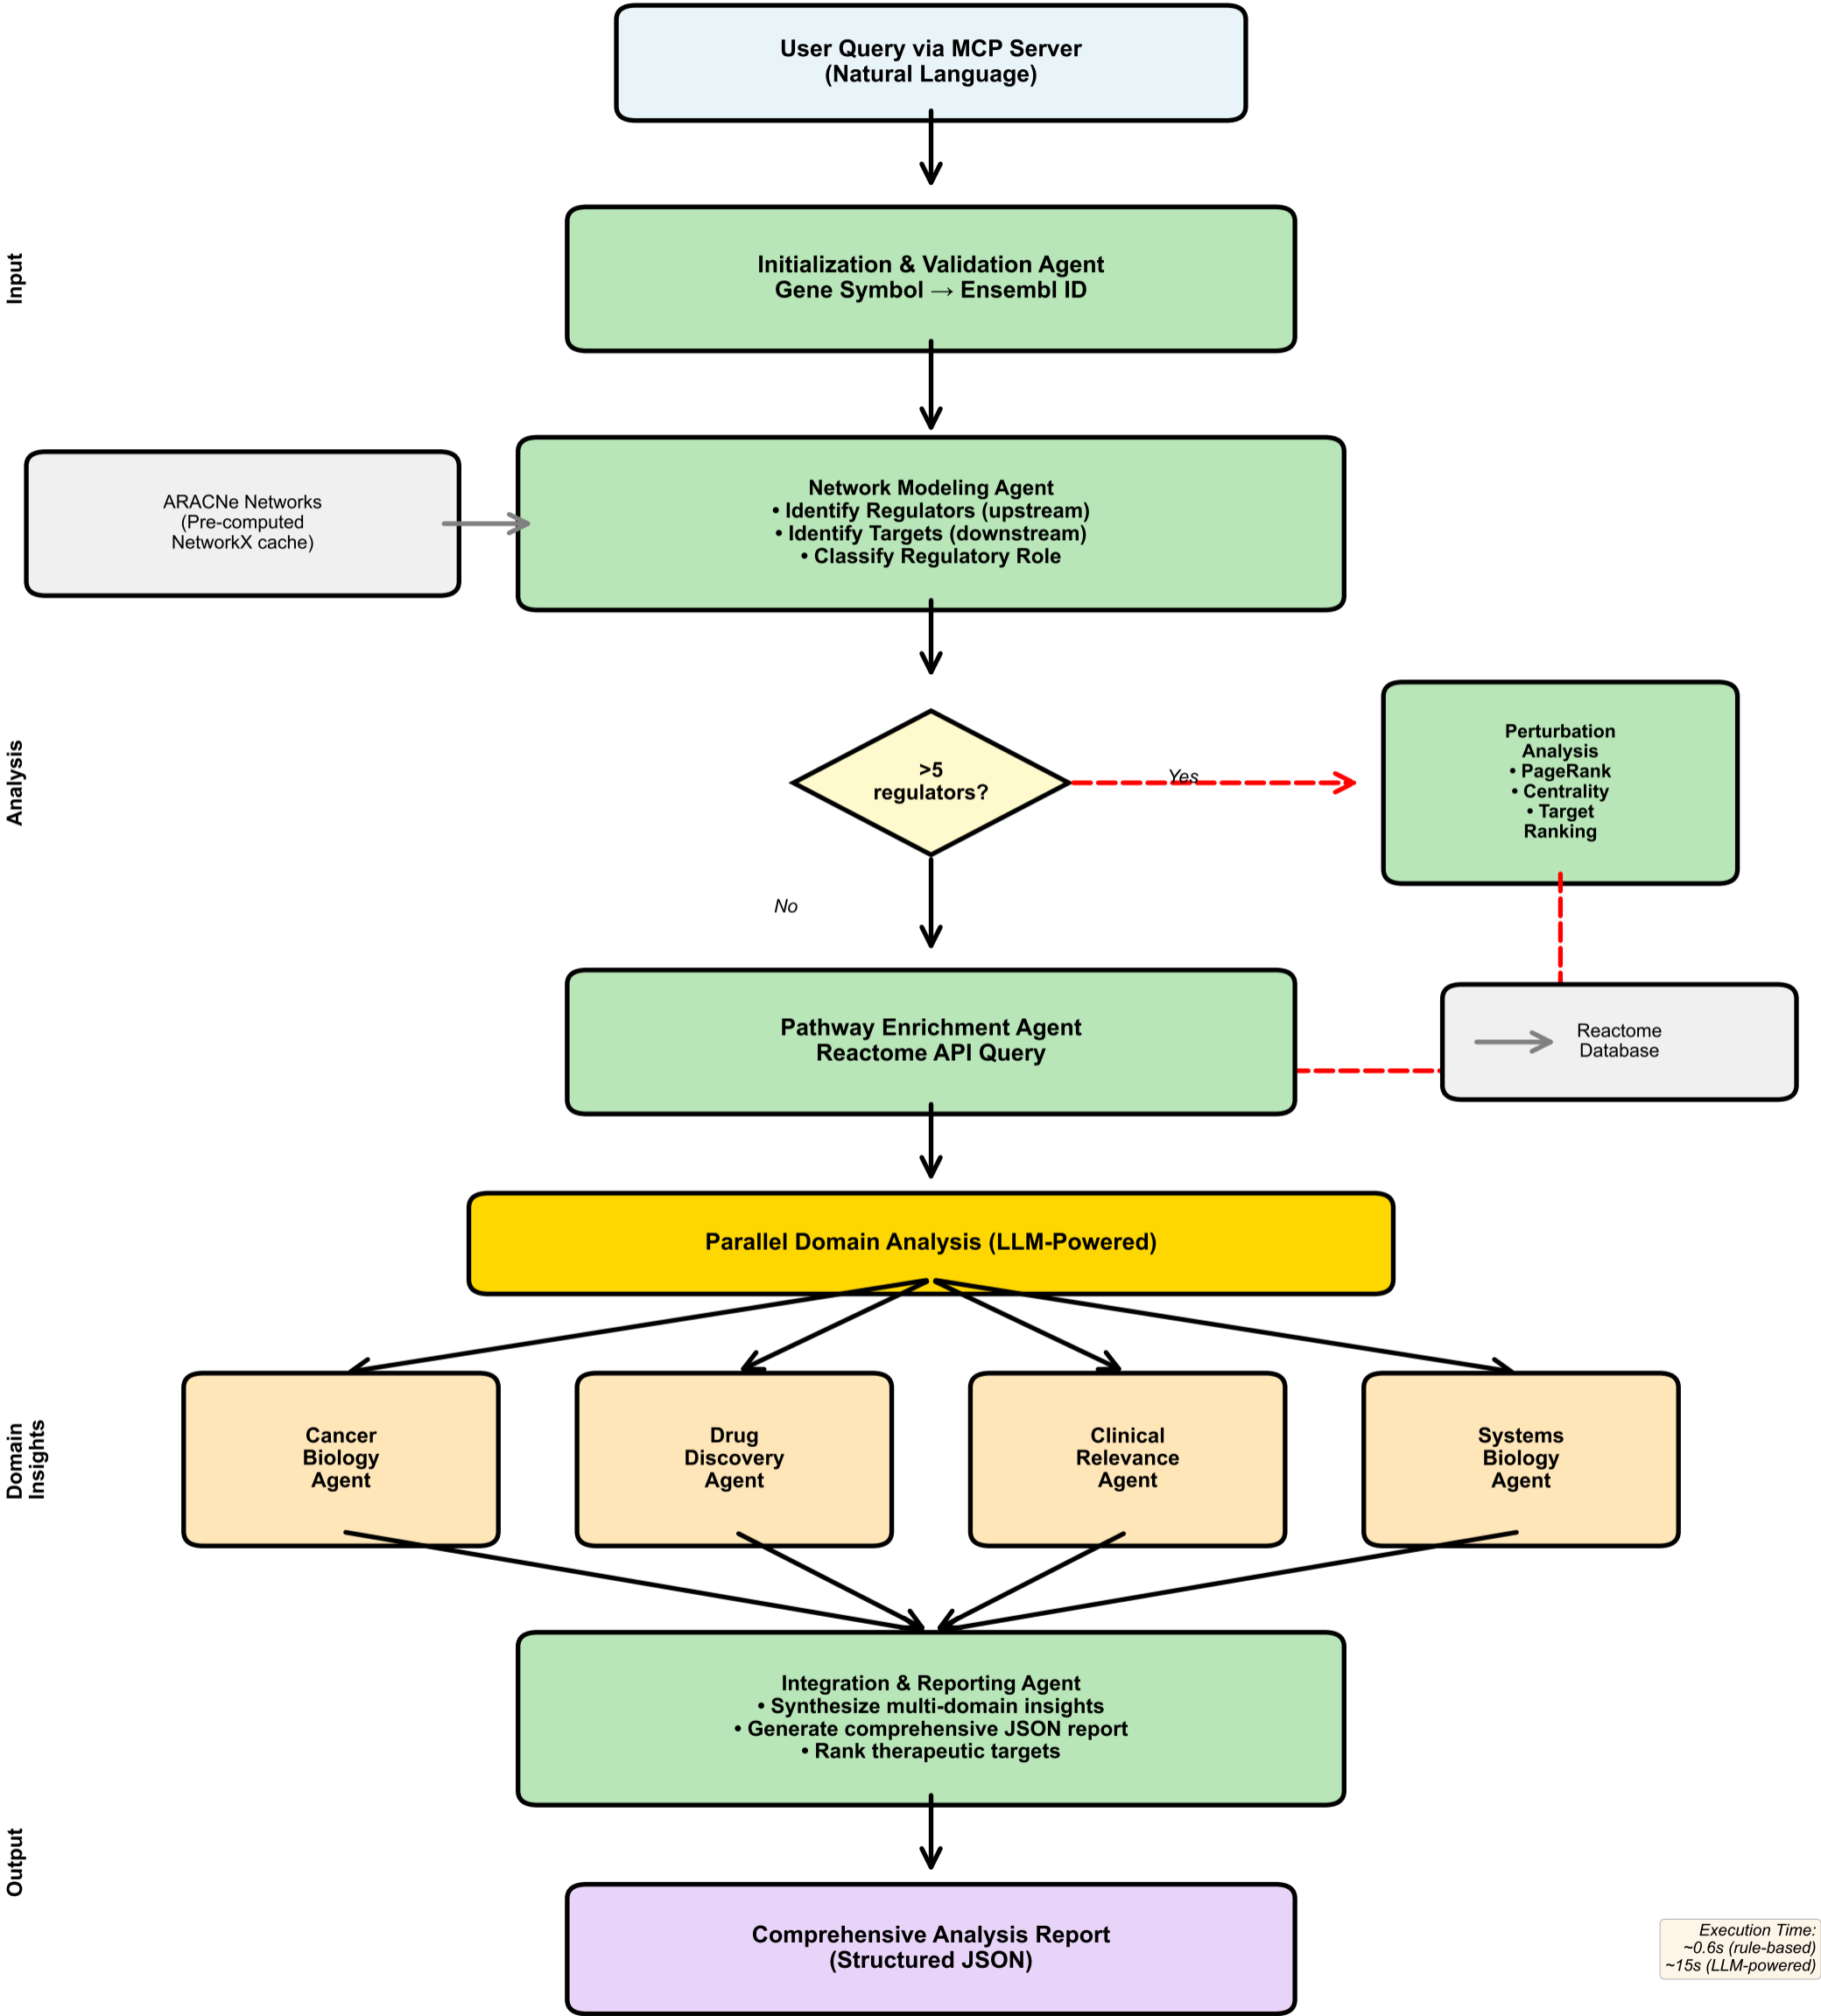 User Query via MCP Server
(Natural Language)
Input
Initialization & Validation Agent
Gene Symbol → Ensembl ID
ARACNe Networks
(Pre-computed
NetworkX cache)
Network Modeling Agent
• Identify Regulators (upstream)
• Identify Targets (downstream)
• Classify Regulatory Role
Analysis
>5
regulators?
Yes
Perturbation
Analysis
• PageRank
• Centrality
• Target
Ranking
No
Pathway Enrichment Agent
Reactome API Query
Reactome
Database
Parallel Domain Analysis (LLM-Powered)
Domain
Insights
Cancer
Biology
Agent
Drug
Discovery
Agent
Clinical
Relevance
Agent
Systems
Biology
Agent
Integration & Reporting Agent
• Synthesize multi-domain insights
• Generate comprehensive JSON report
• Rank therapeutic targets
Output
Comprehensive Analysis Report
(Structured JSON)
Execution Time:
~0.6s (rule-based)
~15s (LLM-powered)